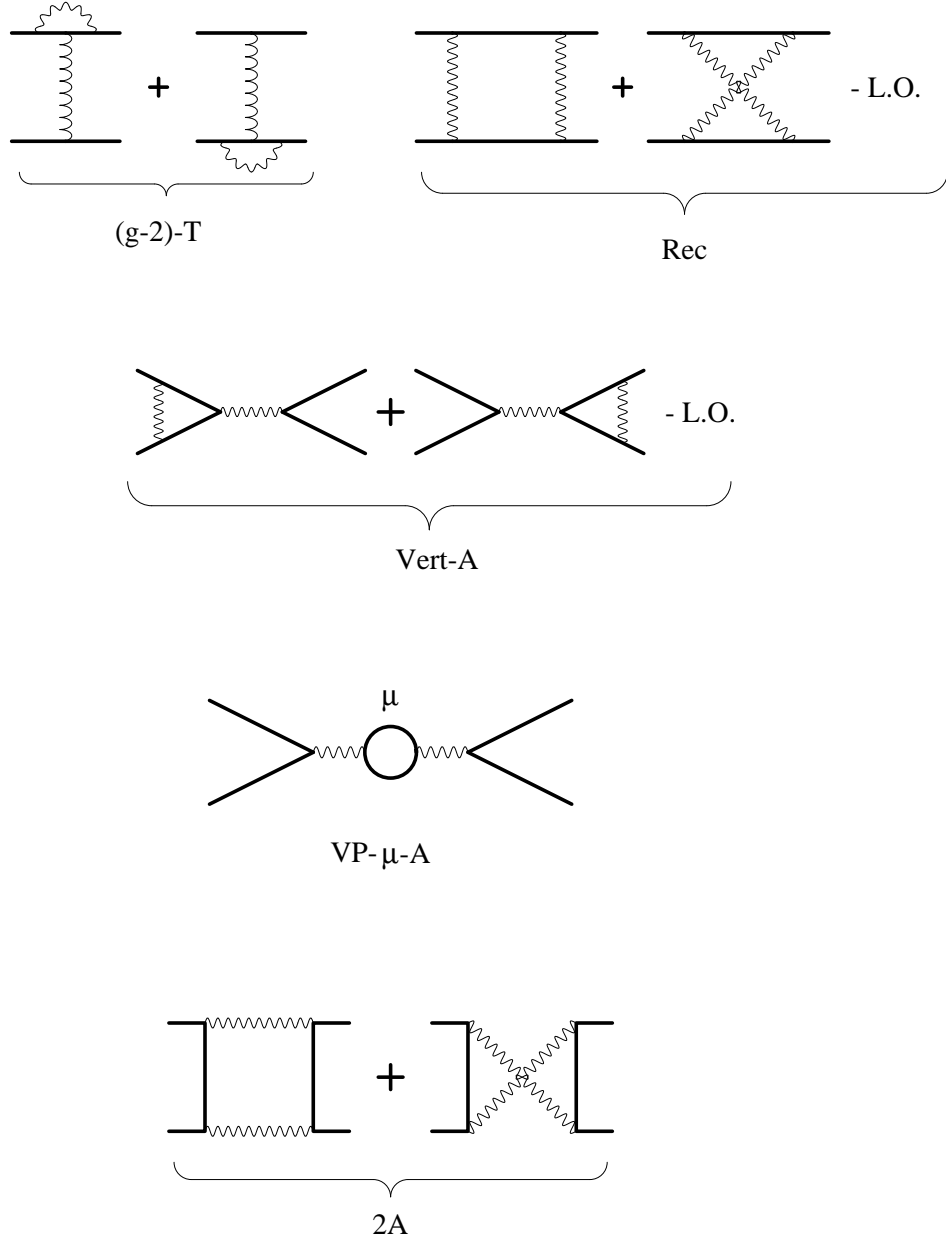 +
+
- L.O.
(g-2)-T
Rec
+
- L.O.
Vert-A
μ
VP-μ-A
+
2A